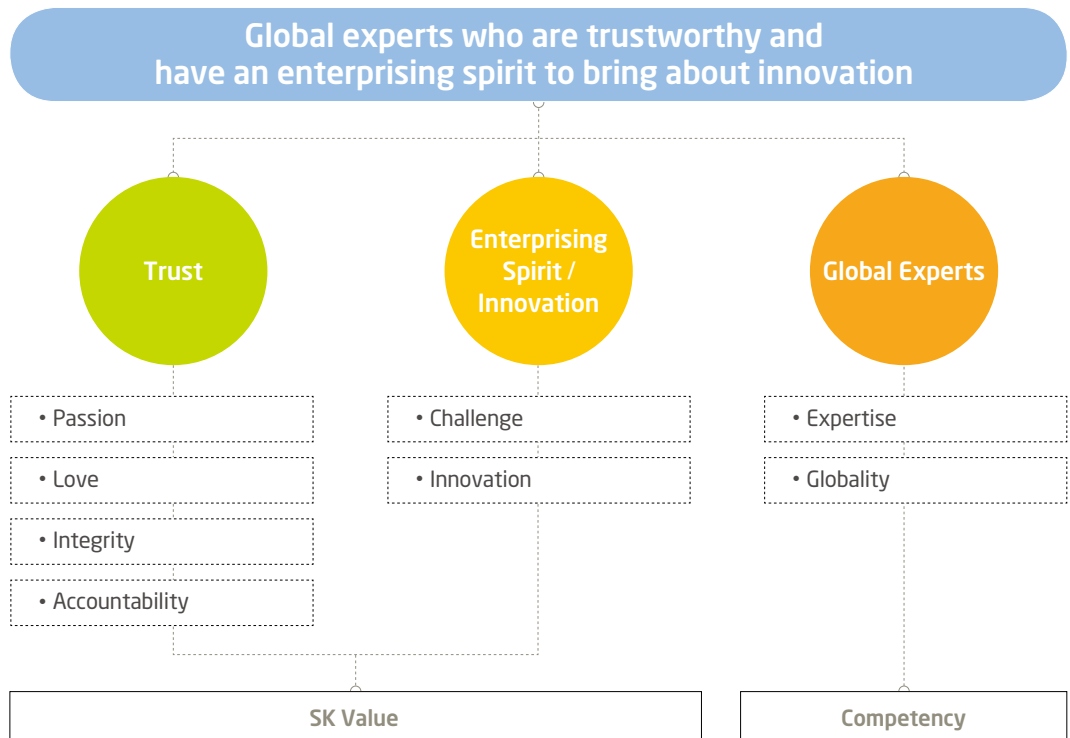 Global experts who are trustworthy and
have an enterprising spirit to bring about innovation
Trust
Enterprising
Spirit /
Innovation
Global Experts
• Passion
• Love
• Integrity
• Accountability
• Challenge
• Innovation
• Expertise
• Globality
SK Value
Competency